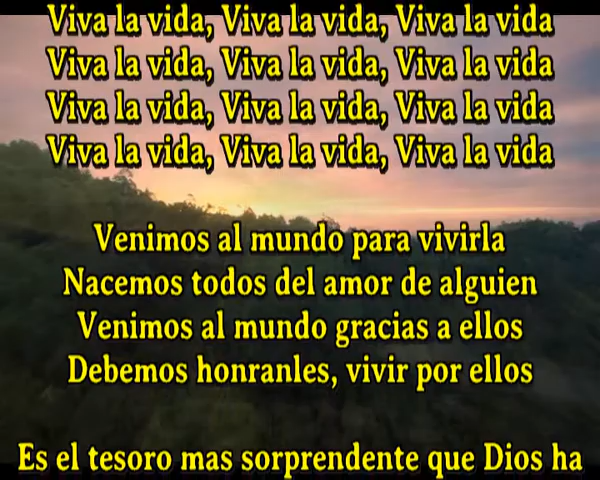 Viva la vida, Viva la vida, Viva la vida
Viva la vida, Viva la vida, Viva la vida
Viva la vida, Viva la vida, Viva la vida
Viva la vida, Viva la vida, Viva la vida
Venimos al mundo para vivirla
Nacemos todos del amor de alguien
Venimos al mundo gracias a ellos
Debemos honranles, vivir por ellos
Es el tesoro mas sorprendente que Dios ha